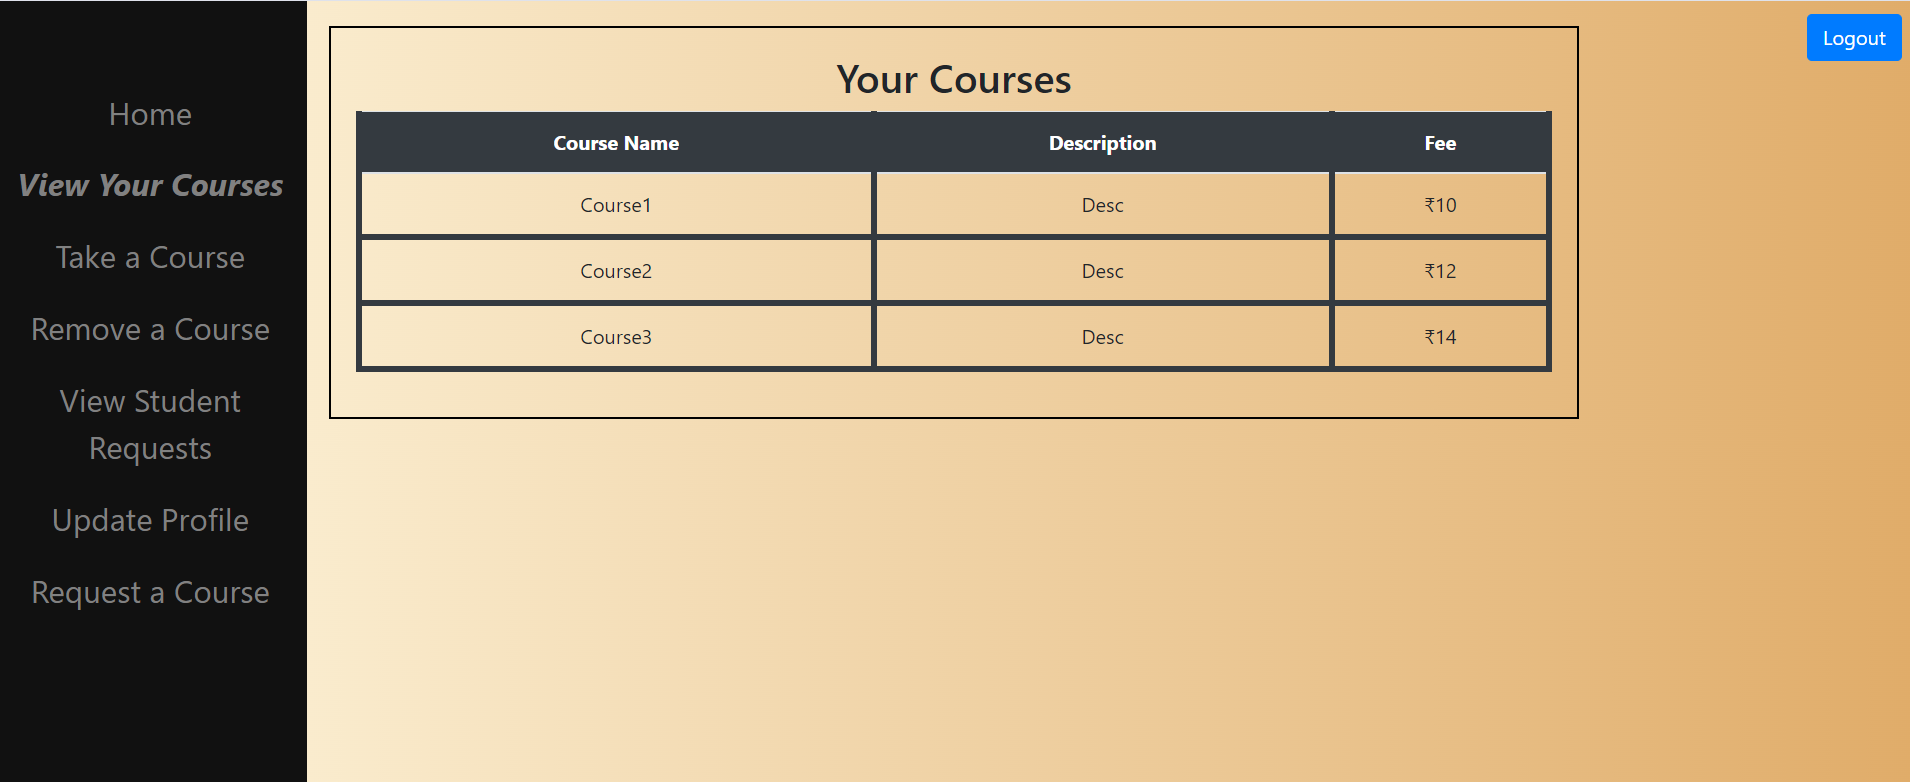 Home
View Your Courses
Take a Course
Remove a Course
View Student
Requests
Update Profile
Request a Course
Logout
Your Courses
Course Name Description Fee
Course1 Desc ₹10
Course2 Desc ₹12
Course3 Desc ₹14